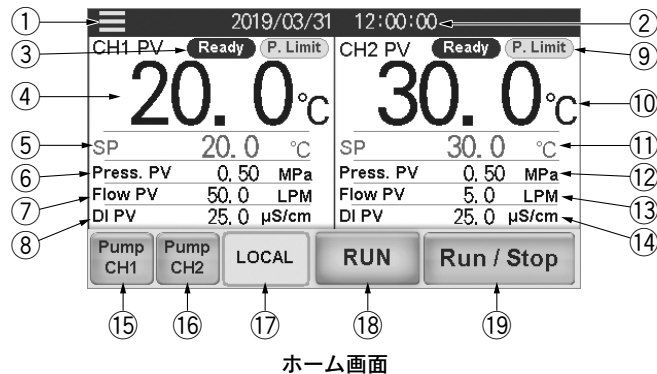 ① 2019/03/31 12:00:00 ②
③ CH1 PV Ready P. Limit CH2 PV Ready P. Limit ⑨
④ 20.0℃ 30.0℃ ⑩
⑤ SP 20.0 ℃ SP 30.0 ℃ ⑪
⑥ Press. PV 0.50 MPa Press. PV 0.50 MPa ⑫
⑦ Flow PV 50.0 LPM Flow PV 5.0 LPM ⑬
⑧ DI PV 25.0 μS/cm DI PV 25.0 μS/cm ⑭
Pump CH1
Pump CH2
LOCAL
RUN
Run / Stop
⑮ ⑯ ⑰ ⑱ ⑲
ホーム画面